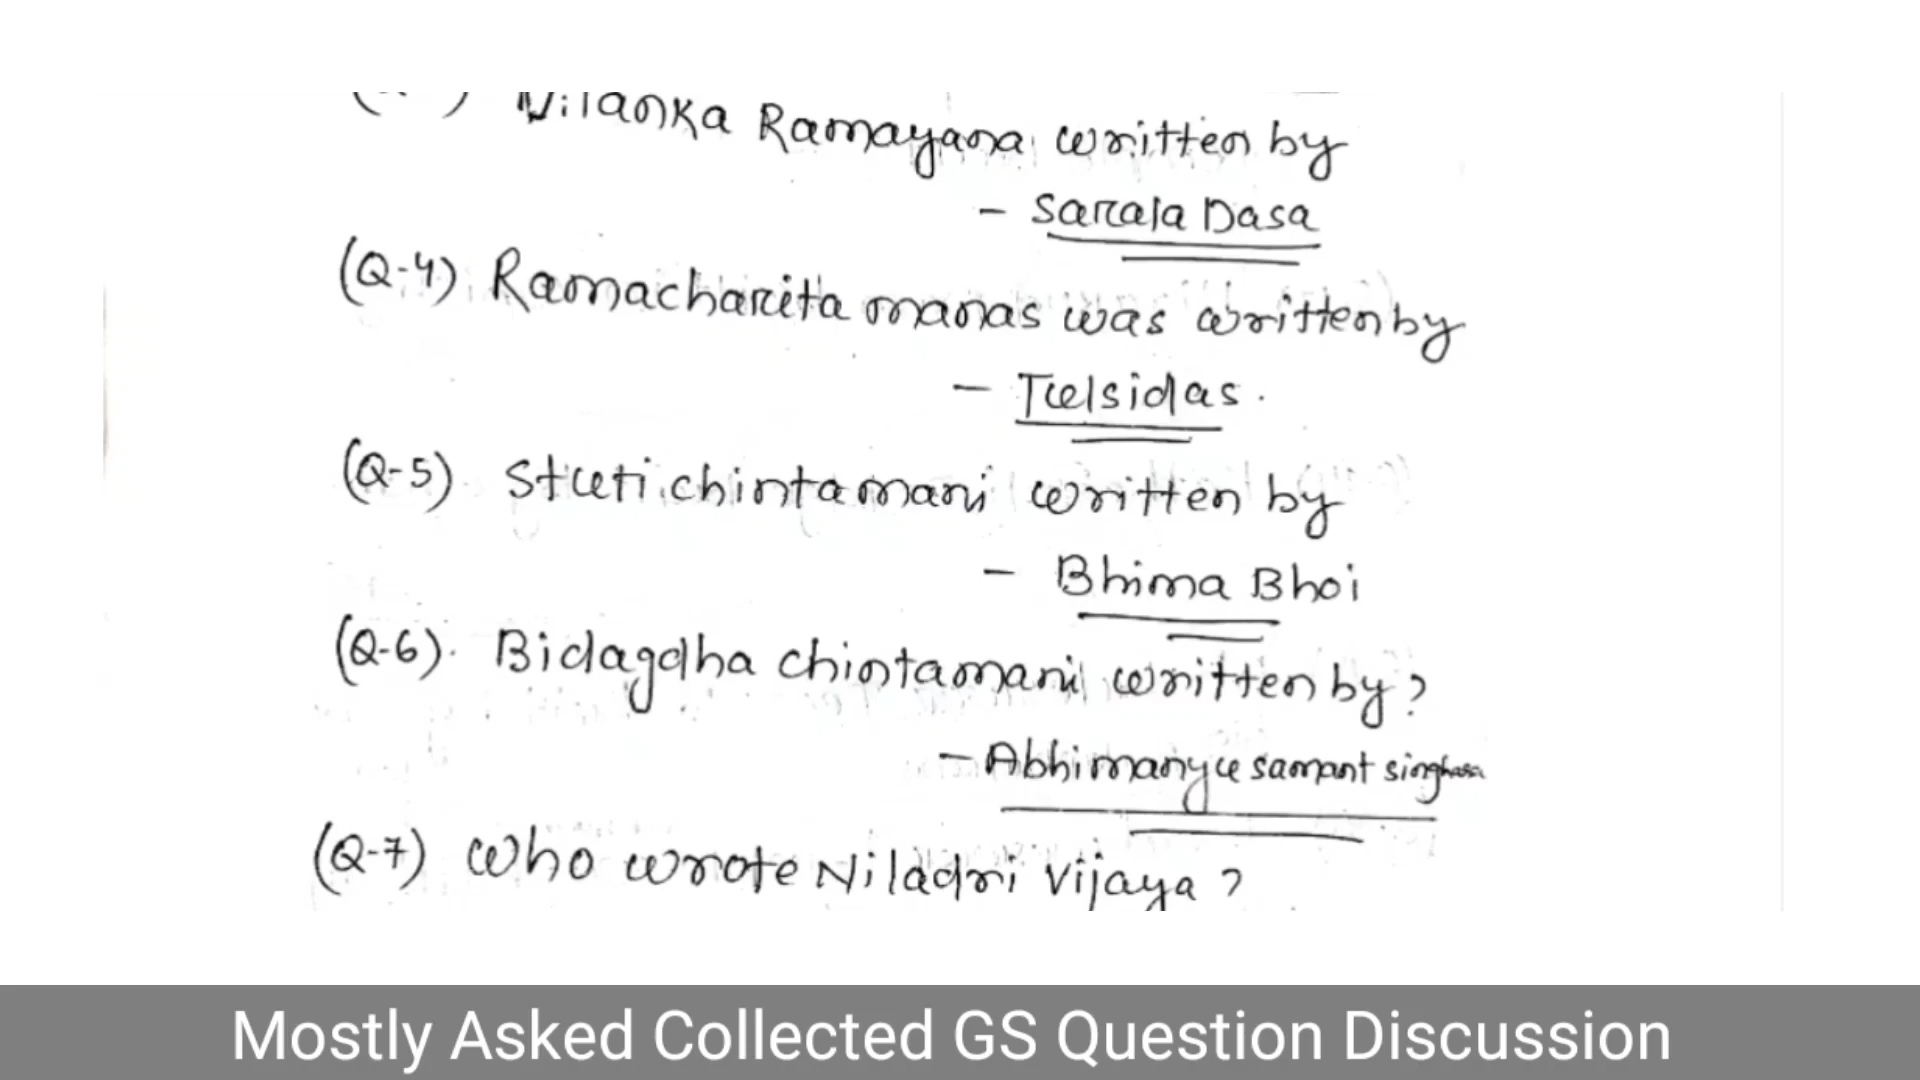 Vilanka Ramayana written by
- Sarala Dasa
(Q-4) Ramacharita manas was written by
- Tulsidas.
(Q-5) Stuti chintamani written by
- Bhima Bhoi
(Q-6). Bidagdha chintamani written by?
- Abhimanyu samant singhara
(Q-7) Who wrote Niladri Vijaya?
Mostly Asked Collected GS Question Discussion